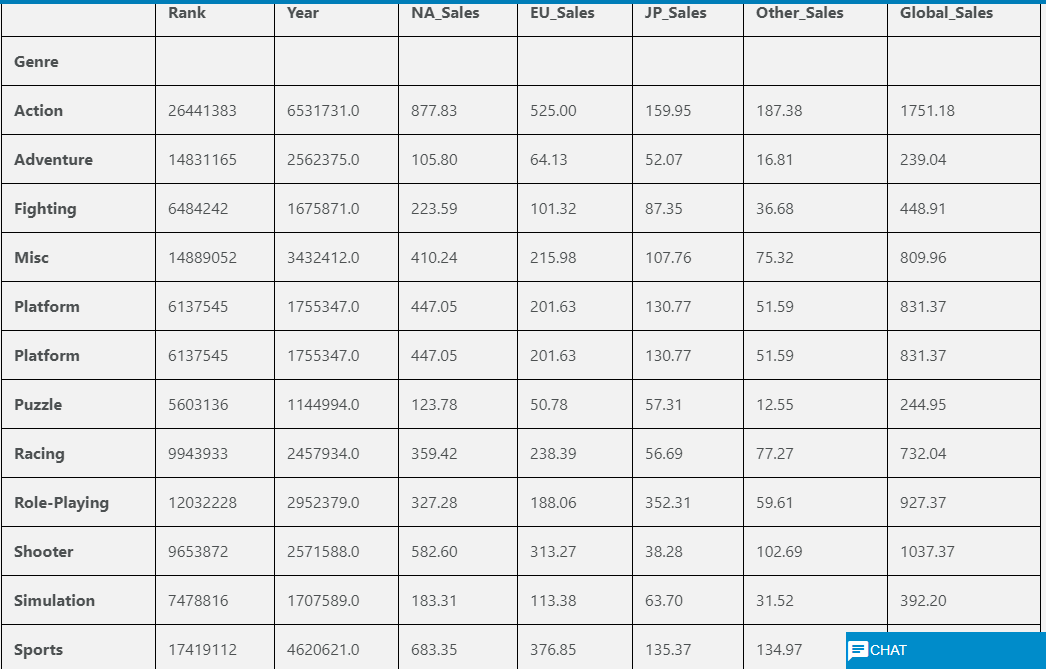 Rank Year NA_Sales EU_Sales JP_Sales Other_Sales Global_Sales
Genre
Action 26441383 6531731.0 877.83 525.00 159.95 187.38 1751.18
Adventure 14831165 2562375.0 105.80 64.13 52.07 16.81 239.04
Fighting 6484242 1675871.0 223.59 101.32 87.35 36.68 448.91
Misc 14889052 3432412.0 410.24 215.98 107.76 75.32 809.96
Platform 6137545 1755347.0 447.05 201.63 130.77 51.59 831.37
Platform 6137545 1755347.0 447.05 201.63 130.77 51.59 831.37
Puzzle 5603136 1144994.0 123.78 50.78 57.31 12.55 244.95
Racing 9943933 2457934.0 359.42 238.39 56.69 77.27 732.04
Role-Playing 12032228 2952379.0 327.28 188.06 352.31 59.61 927.37
Shooter 9653872 2571588.0 582.60 313.27 38.28 102.69 1037.37
Simulation 7478816 1707589.0 183.31 113.38 63.70 31.52 392.20
Sports 17419112 4620621.0 683.35 376.85 135.37 134.97
CHAT